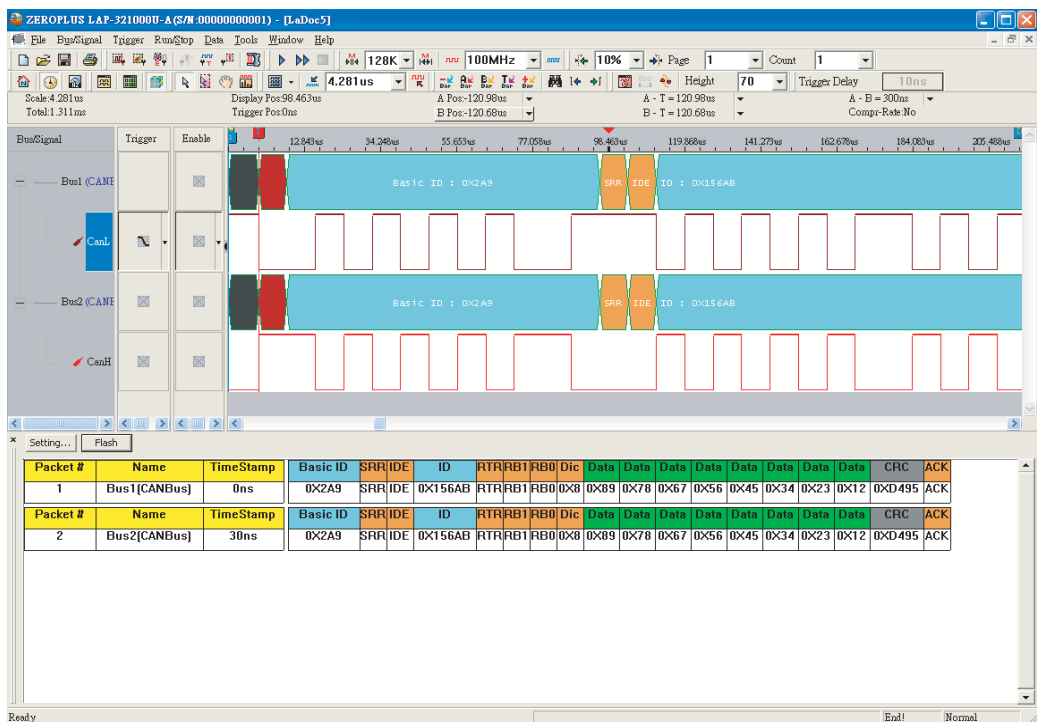 ZEROPLUS LAP-321000U-A(S/N:00000000001) - [LaDoc5]
File Bus/Signal Trigger Run/Stop Data Tools Window Help
128K 100MHz 10% Page 1 Count 1
4.281us Bar Bar Bar Bar Bar Height 70 Trigger Delay 10ns
Scale:4.281us Display Pos:98.463us A Pos:-120.98us A - T = 120.98us A - B = 300ns
Total:1.311ms Trigger Pos:0ns B Pos:-120.68us B - T = 120.68us Compr-Rate:No
Bus/Signal Trigger Enable 12.843us 34.248us 55.653us 77.058us 98.463us 119.868us 141.273us 162.678us 184.083us 205.488us
Bus1 (CANB Basic ID : 0X2A9 SRR IDE ID : 0X156AB
CanL
Bus2 (CANB Basic ID : 0X2A9 SRR IDE ID : 0X156AB
CanH
Setting... Flash
Packet # Name TimeStamp Basic ID SRR IDE ID RTR RB1 RB0 Dlc Data Data Data Data Data Data Data Data CRC ACK
1 Bus1(CANBus) 0ns 0X2A9 SRR IDE 0X156AB RTR RB1 RB0 0X8 0X89 0X78 0X67 0X56 0X45 0X34 0X23 0X12 0XD495 ACK
Packet # Name TimeStamp Basic ID SRR IDE ID RTR RB1 RB0 Dlc Data Data Data Data Data Data Data Data CRC ACK
2 Bus2(CANBus) 30ns 0X2A9 SRR IDE 0X156AB RTR RB1 RB0 0X8 0X89 0X78 0X67 0X56 0X45 0X34 0X23 0X12 0XD495 ACK
Ready End! Normal